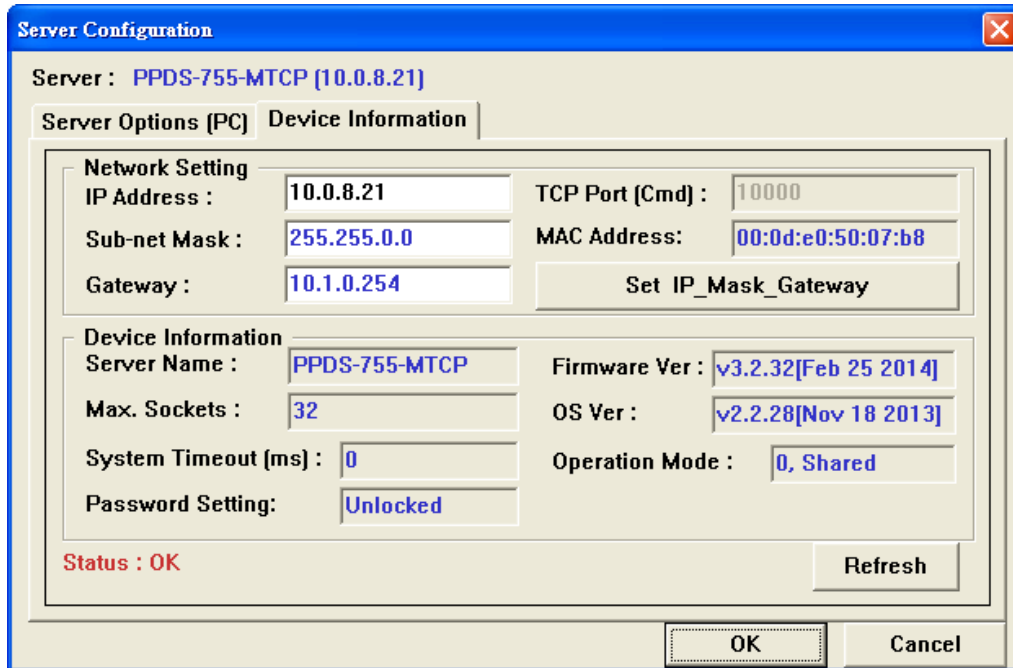 Server Configuration
Server : PPDS-755-MTCP (10.0.8.21)
Server Options (PC) Device Information
Network Setting
IP Address : 10.0.8.21 TCP Port (Cmd) : 10000
Sub-net Mask : 255.255.0.0 MAC Address: 00:0d:e0:50:07:b8
Gateway : 10.1.0.254 Set IP_Mask_Gateway
Device Information
Server Name : PPDS-755-MTCP Firmware Ver : v3.2.32[Feb 25 2014]
Max. Sockets : 32 OS Ver : v2.2.28[Nov 18 2013]
System Timeout (ms) : 0 Operation Mode : 0, Shared
Password Setting: Unlocked
Status : OK Refresh
OK Cancel